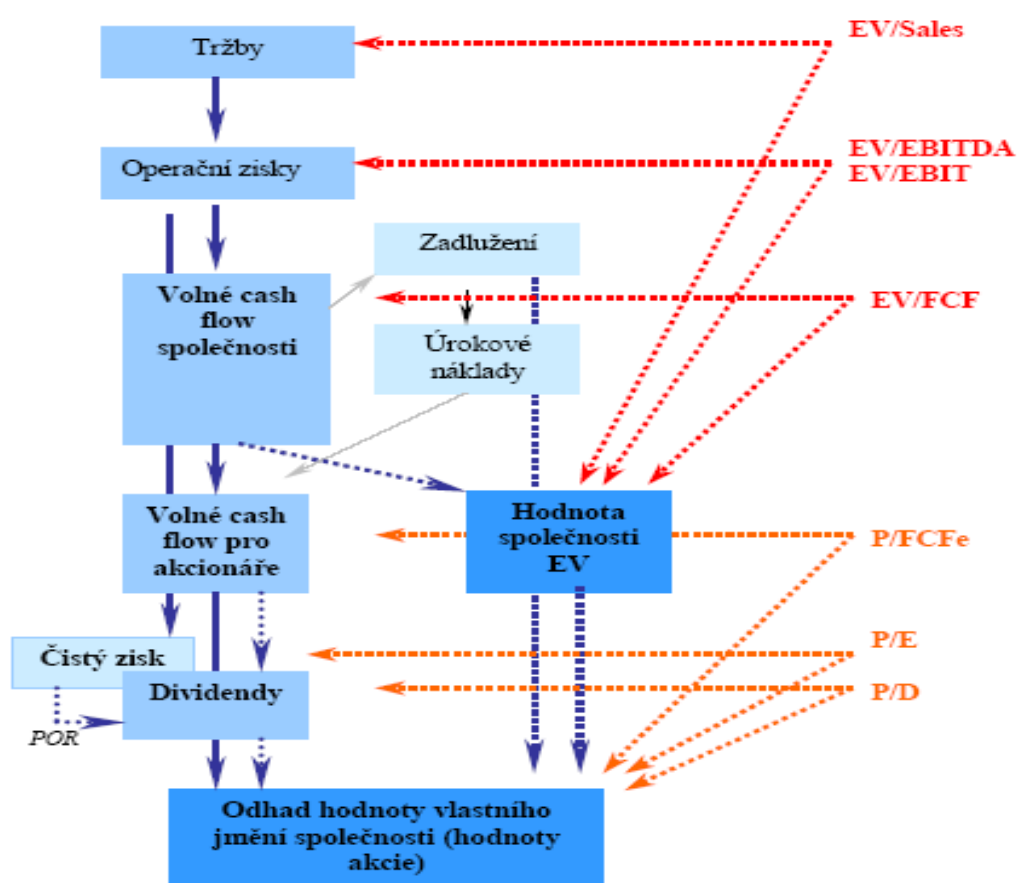 EV/Sales
Tržby
EV/EBITDA
Operační zisky
EV/EBIT
Zadlužení
Volné cash
flow
společnosti
EV/FCF
Úrokové
náklady
Volné cash
flow pro
akcionáře
Hodnota
společnosti
EV
P/FCFe
P/E
Čistý zisk
Dividendy
P/D
POR
Odhad hodnoty vlastního
jmění společnosti (hodnoty
akcie)